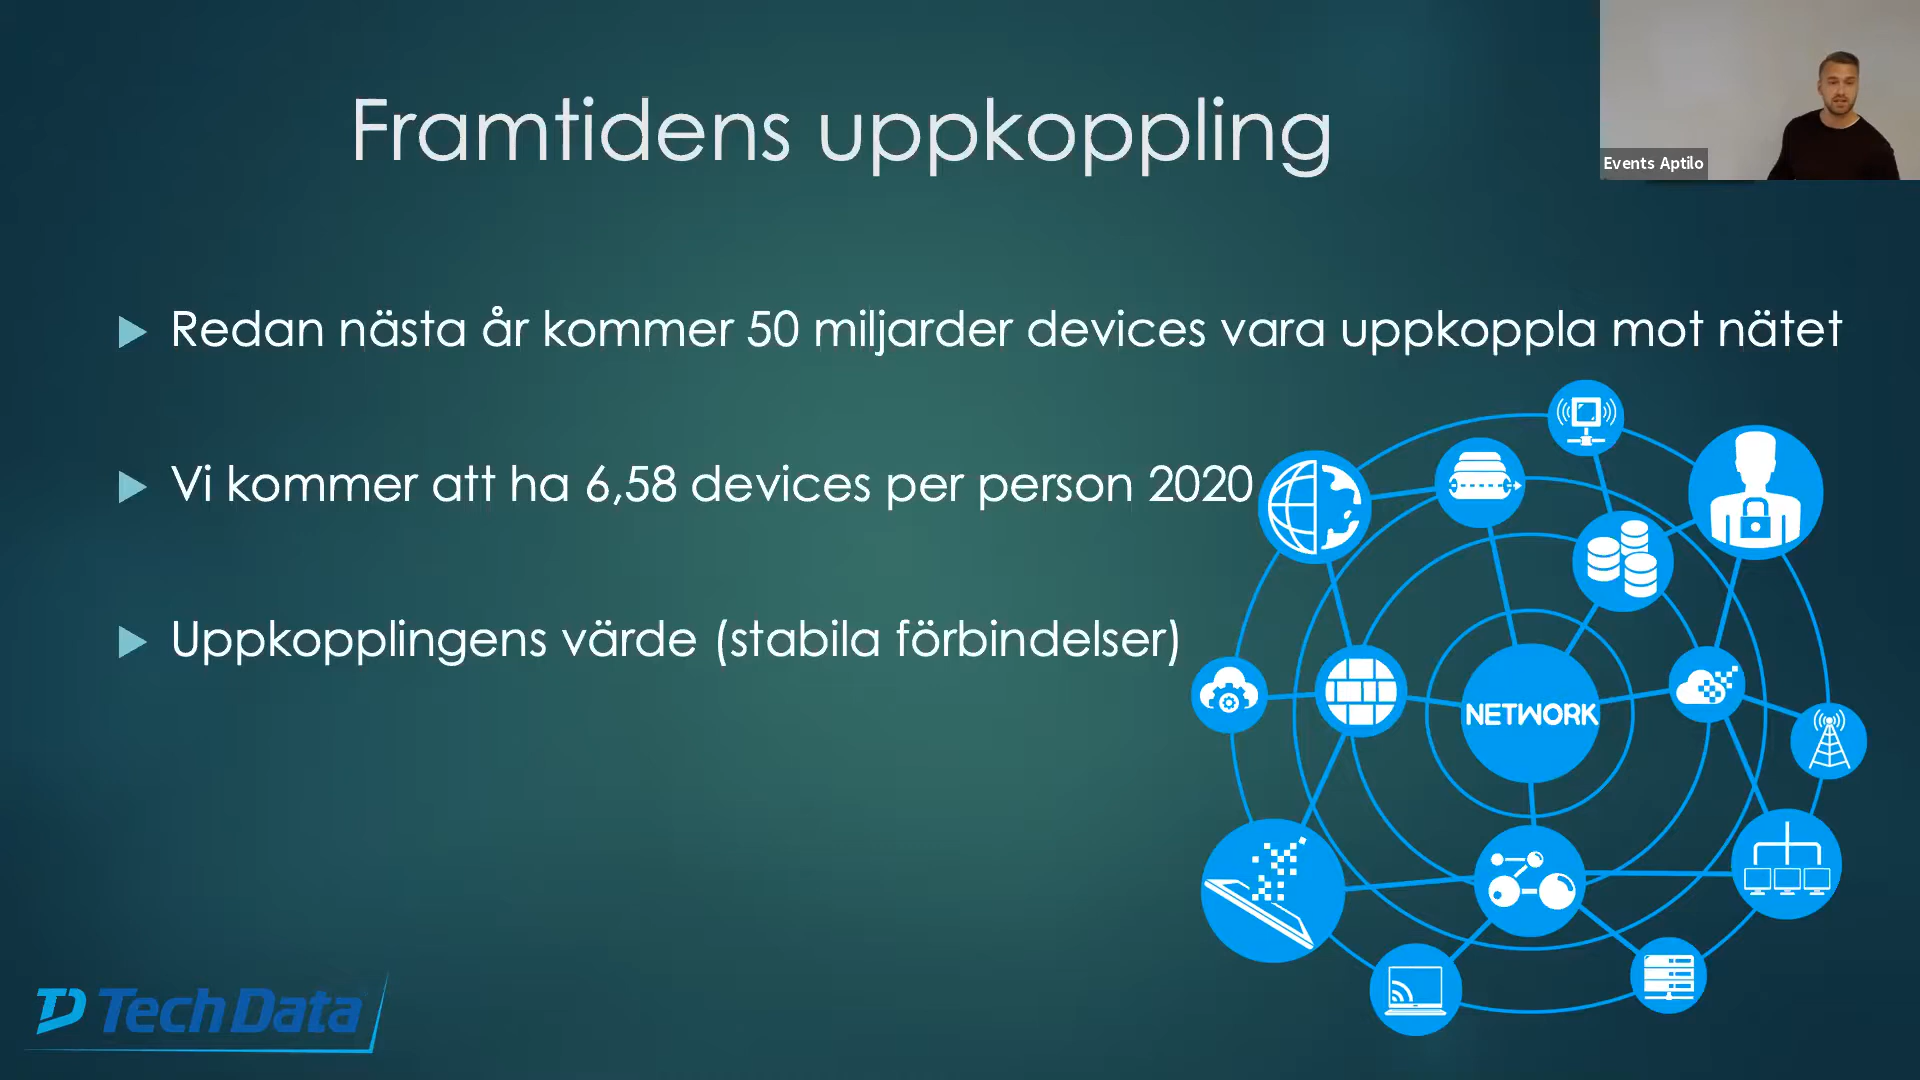 Framtidens uppkoppling
Events Aptilo
Redan nästa år kommer 50 miljarder devices vara uppkoppla mot nätet
Vi kommer att ha 6,58 devices per person 2020
Uppkopplingens värde (stabila förbindelser)
NETWORK
TD Tech Data